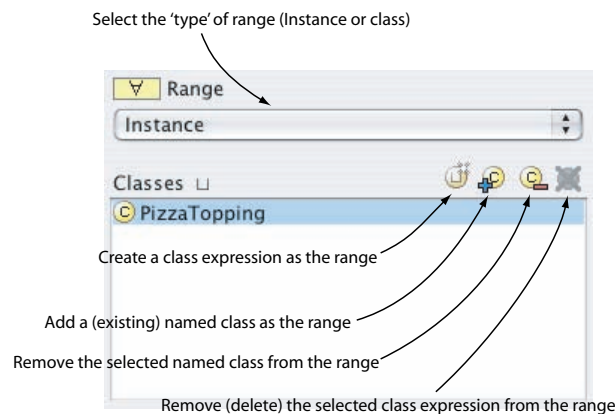 Select the ‘type’ of range (Instance or class)
∀ Range
Instance
Classes ⊔
C PizzaTopping
Create a class expression as the range
Add a (existing) named class as the range
Remove the selected named class from the range
Remove (delete) the selected class expression from the range